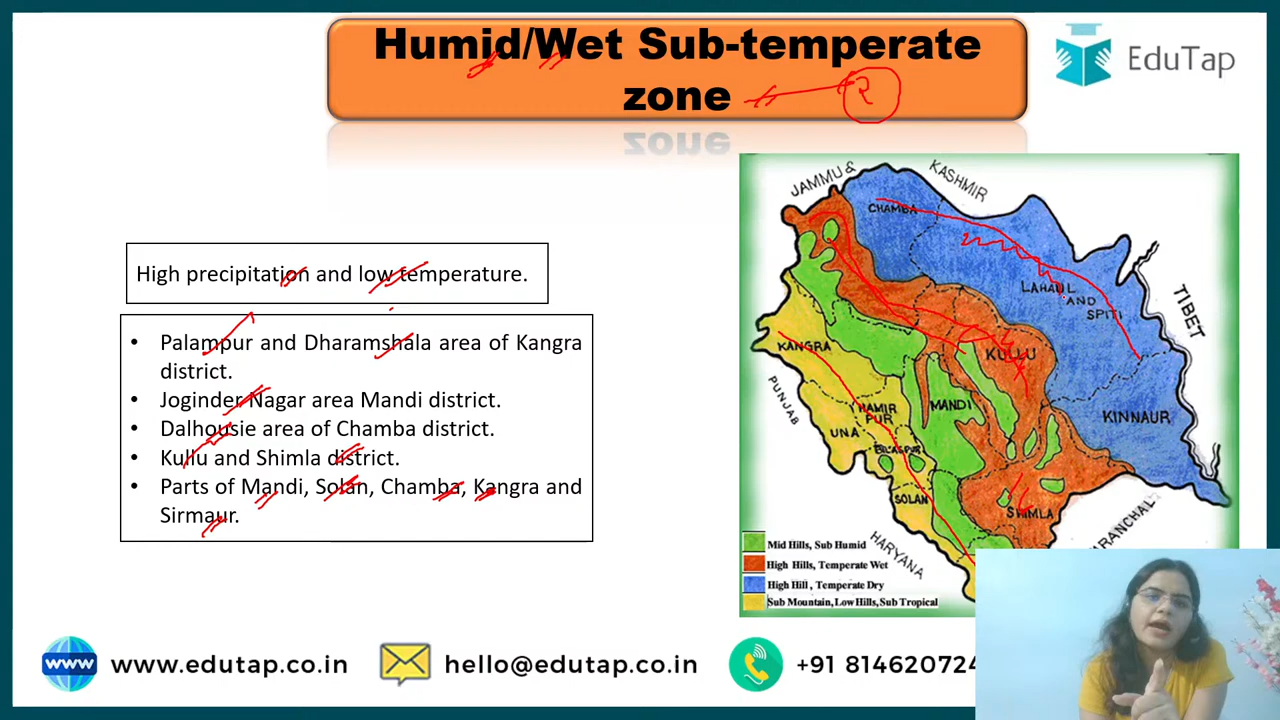 Humid/Wet Sub-temperate
zone
2
EduTap
High precipitation and low temperature.
• Palampur and Dharamshala area of Kangra
district.
• Joginder Nagar area Mandi district.
• Dalhousie area of Chamba district.
• Kullu and Shimla district.
• Parts of Mandi, Solan, Chamba, Kangra and
Sirmaur.
JAMMU &
KASHMIR
CHAMBA
LAHAUL
AND
SPITI
TIBET
KANGRA
KULLU
PUNJAB
HAMIR
PUR
MANDI
KINNAUR
UNA
BILASPUR
SOLAN
SHIMLA
HARYANA
Mid Hills, Sub Humid
High Hills, Temperate Wet
High Hill, Temperate Dry
Sub Mountain, Low Hills, Sub Tropical
www
www.edutap.co.in
hello@edutap.co.in
+91 814620724